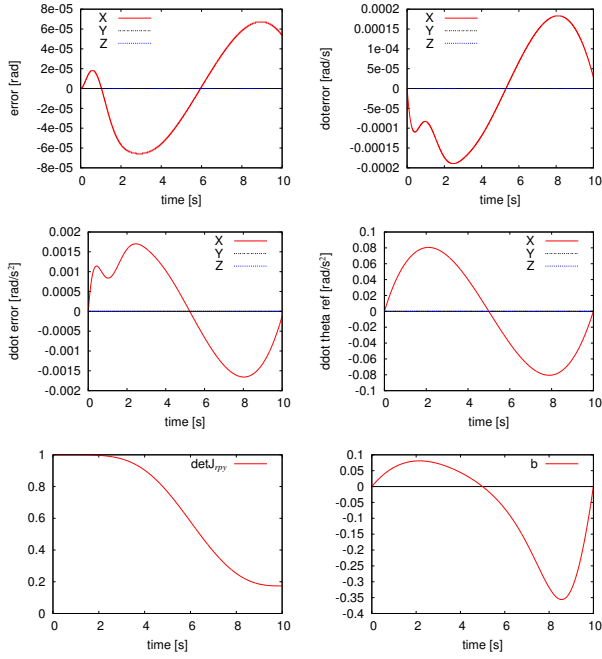 8e-05
6e-05
4e-05
2e-05
0
-2e-05
-4e-05
-6e-05
-8e-05
error [rad]
X
Y
Z
0 2 4 6 8 10
time [s]
0.0002
0.00015
1e-04
5e-05
0
-5e-05
-0.0001
-0.00015
-0.0002
doterror [rad/s]
X
Y
Z
0 2 4 6 8 10
time [s]
0.002
0.0015
0.001
0.0005
0
-0.0005
-0.001
-0.0015
-0.002
ddot error [rad/s²]
X
Y
Z
0 2 4 6 8 10
time [s]
0.1
0.08
0.06
0.04
0.02
0
-0.02
-0.04
-0.06
-0.08
-0.1
ddot theta ref [rad/s²]
X
Y
Z
0 2 4 6 8 10
time [s]
1
0.8
0.6
0.4
0.2
0
detJrpy
0 2 4 6 8 10
time [s]
0.1
0.05
0
-0.05
-0.1
-0.15
-0.2
-0.25
-0.3
-0.35
-0.4
b
0 2 4 6 8 10
time [s]